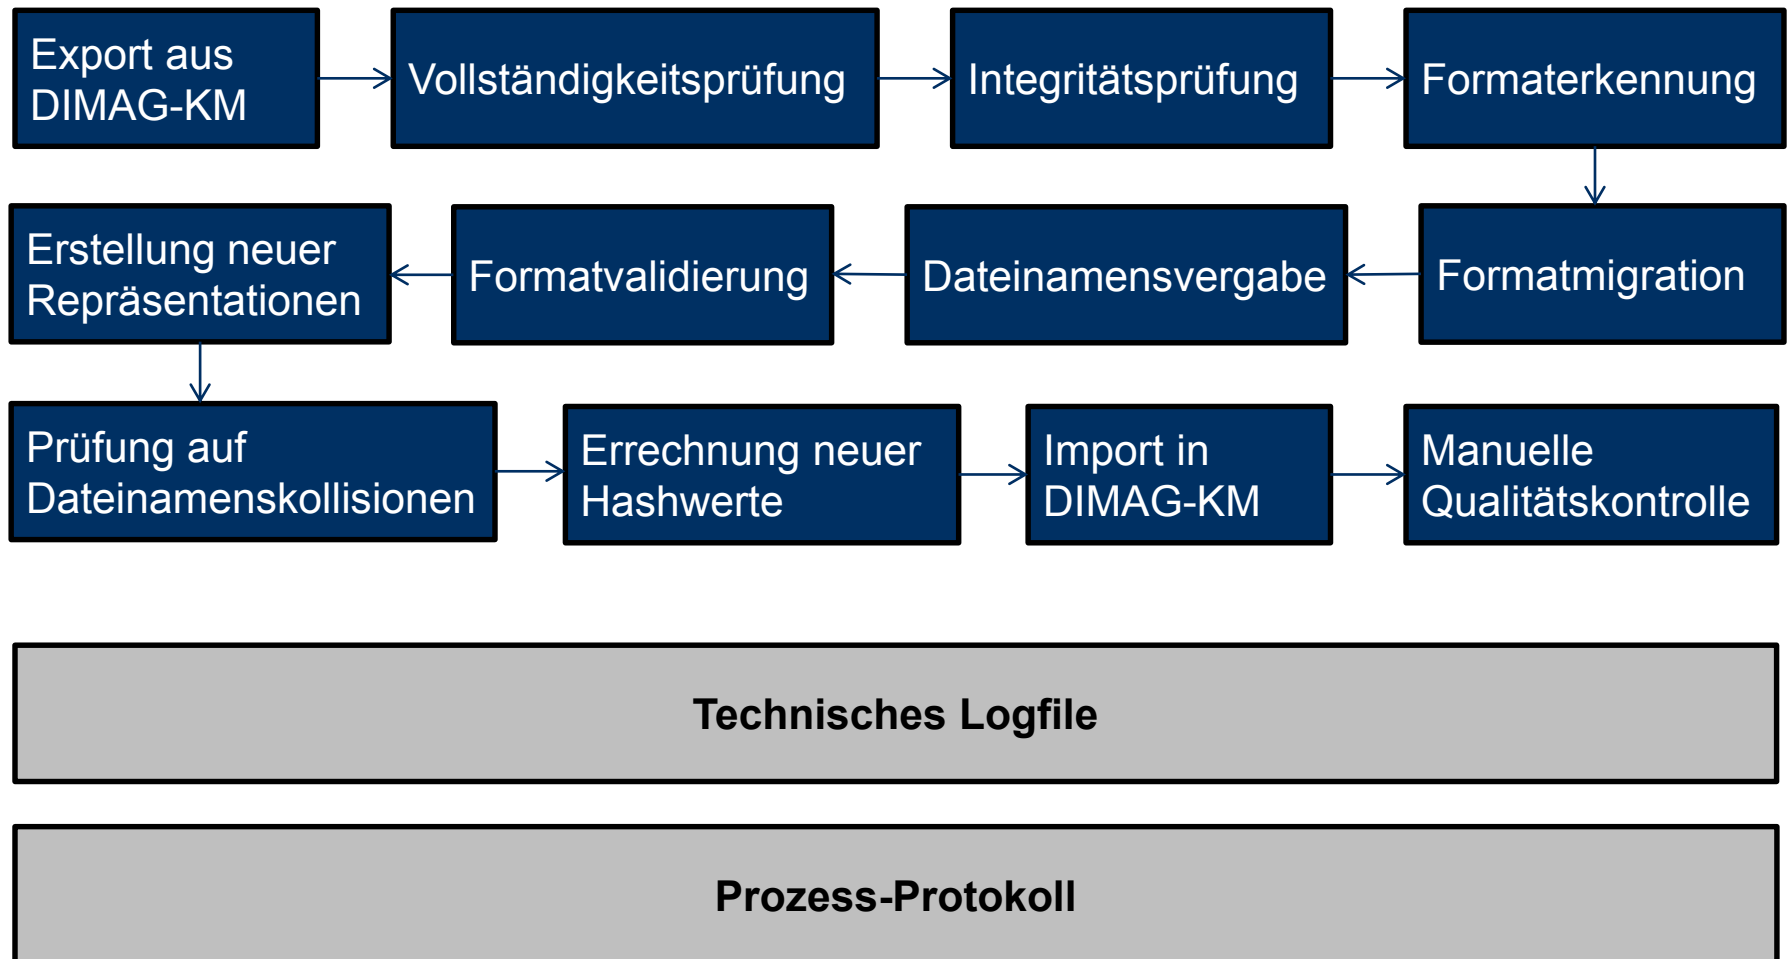 Export aus
DIMAG-KM
Vollständigkeitsprüfung
Integritätsprüfung
Formaterkennung
Formatmigration
Dateinamensvergabe
Formatvalidierung
Erstellung neuer
Repräsentationen
Prüfung auf
Dateinamenskollisionen
Errechnung neuer
Hashwerte
Import in
DIMAG-KM
Manuelle
Qualitätskontrolle
Technisches Logfile
Prozess-Protokoll